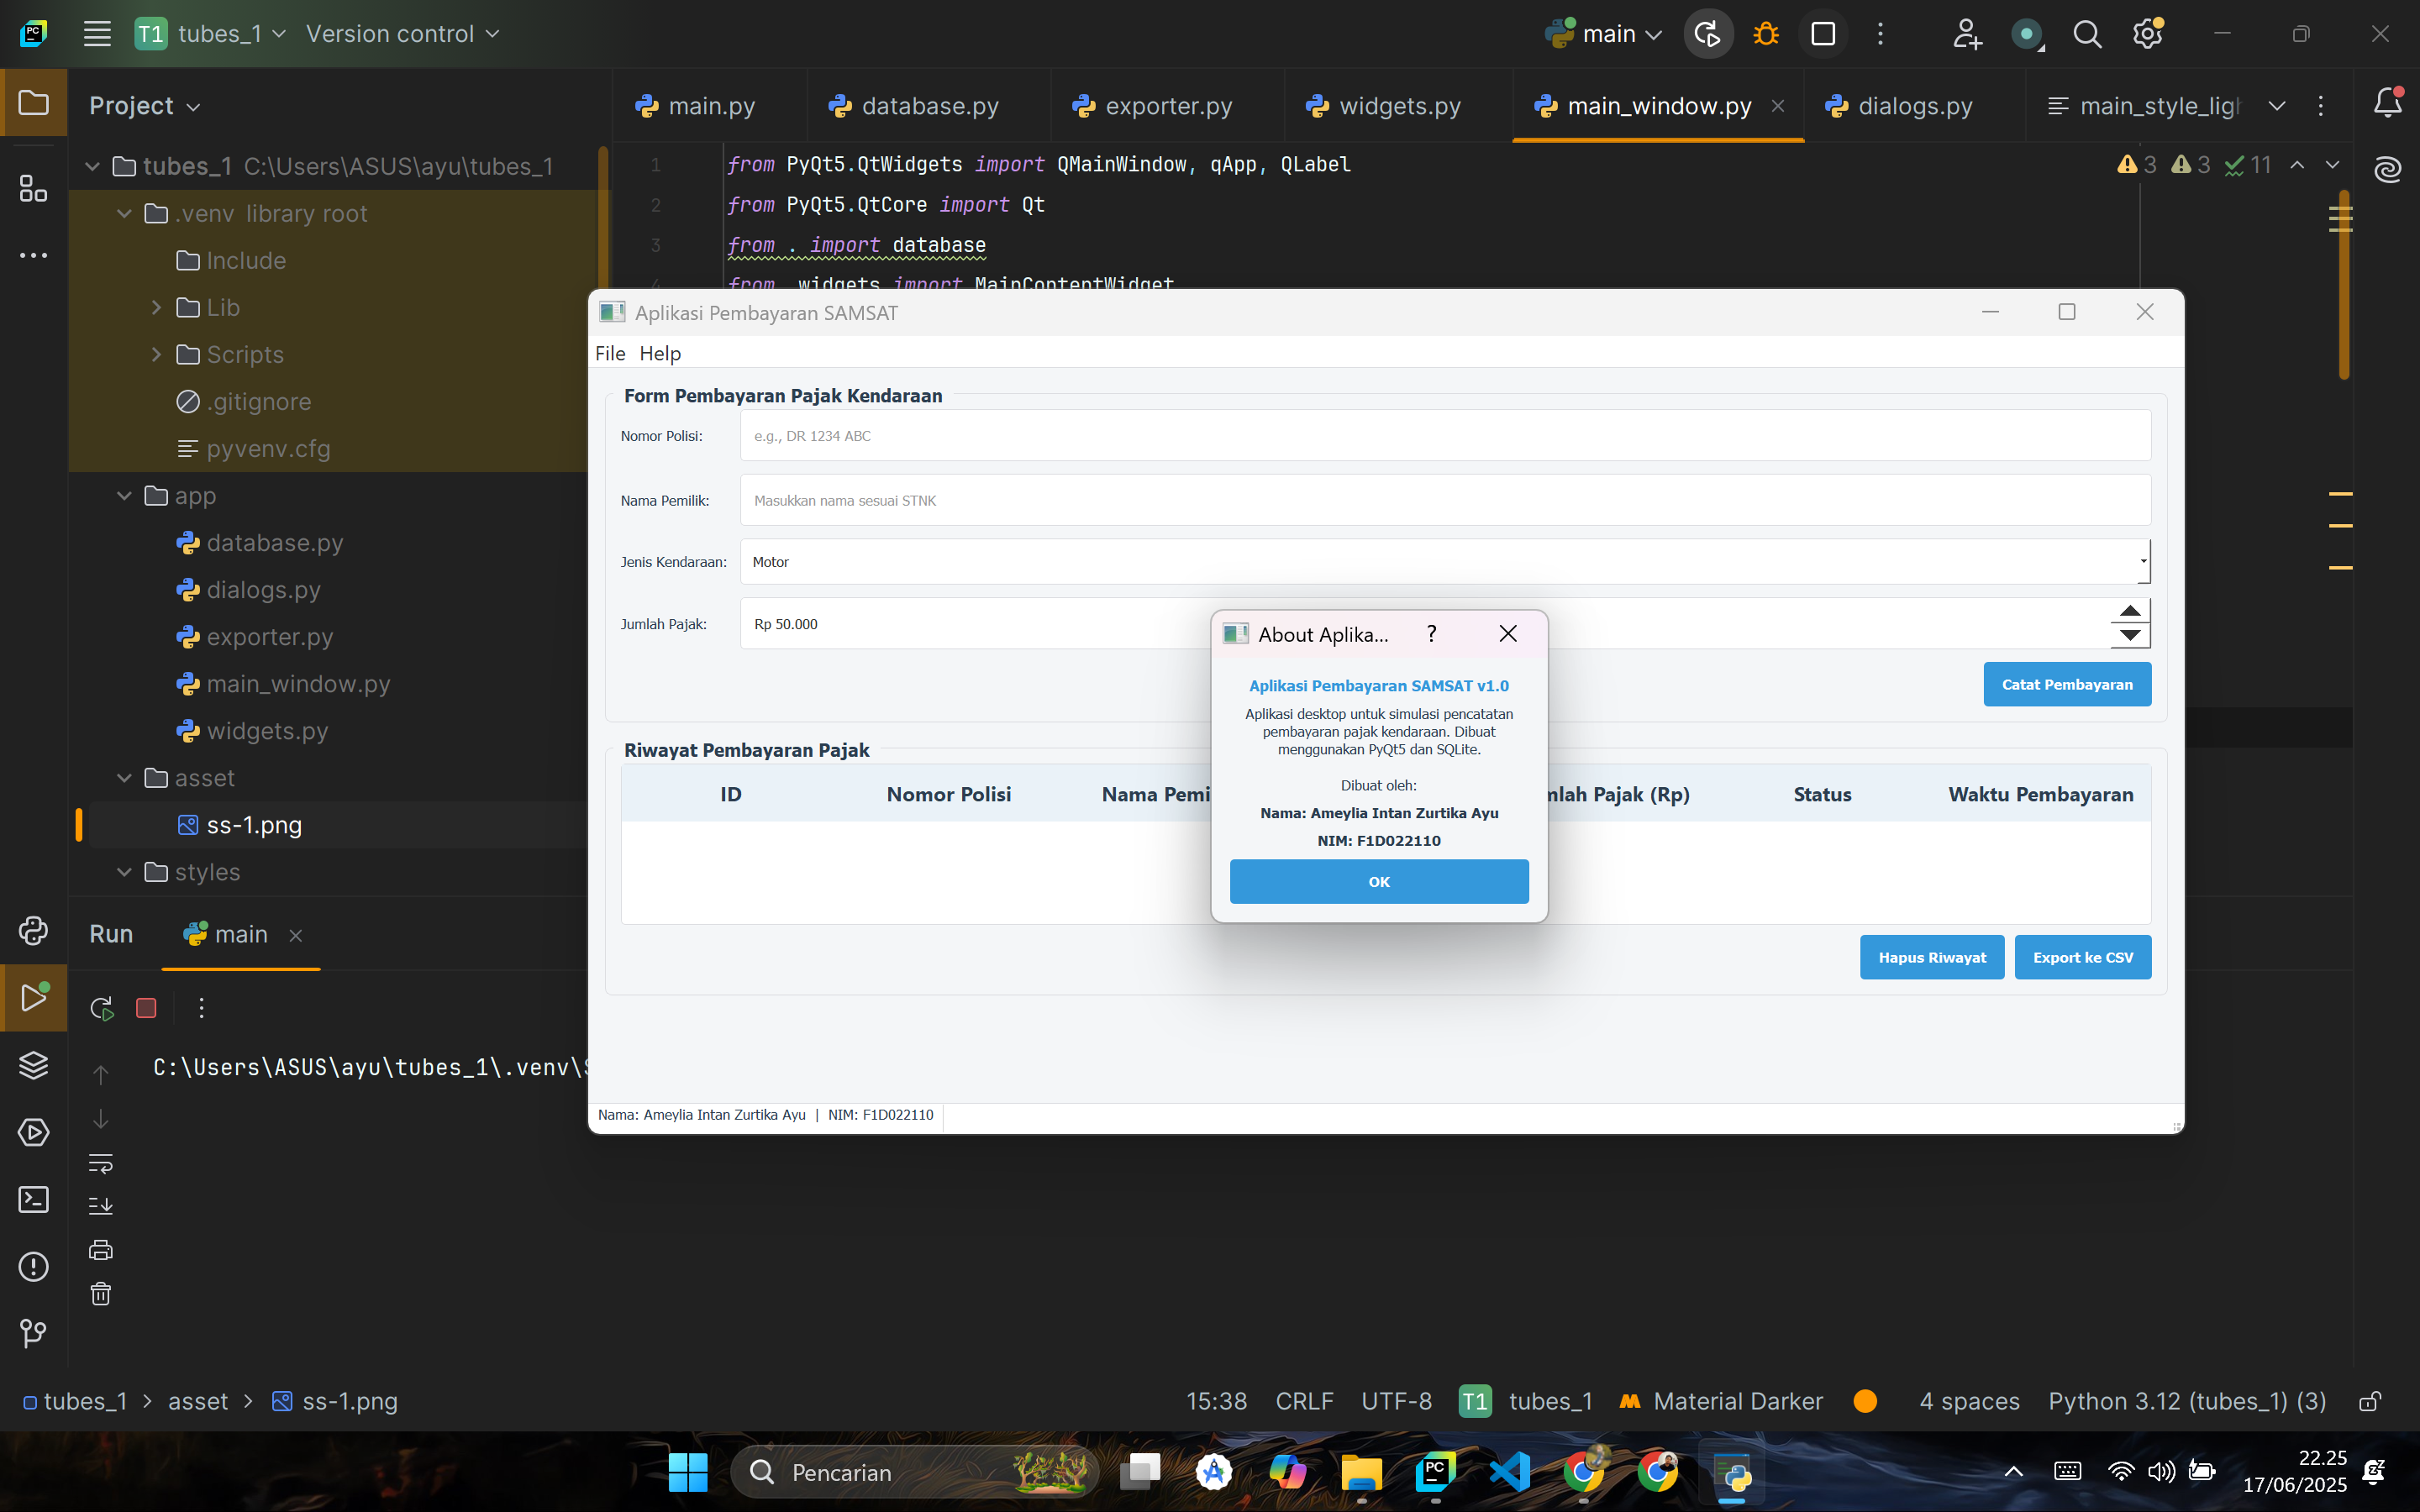 T1 tubes_1 Version control main
Project
main.py database.py exporter.py widgets.py main_window.py dialogs.py main_style_ligh
tubes_1 C:\Users\ASUS\ayu\tubes_1
.venv library root
Include
Lib
Scripts
.gitignore
pyvenv.cfg
app
database.py
dialogs.py
exporter.py
main_window.py
widgets.py
asset
ss-1.png
styles
1 from PyQt5.QtWidgets import QMainWindow, qApp, QLabel
2 from PyQt5.QtCore import Qt
3 from . import database
4 from .widgets import MainContentWidget
3 3 11
Aplikasi Pembayaran SAMSAT
File Help
Form Pembayaran Pajak Kendaraan
Nomor Polisi: e.g., DR 1234 ABC
Nama Pemilik: Masukkan nama sesuai STNK
Jenis Kendaraan: Motor
Jumlah Pajak: Rp 50.000
Catat Pembayaran
Riwayat Pembayaran Pajak
ID Nomor Polisi Nama Pemi mlah Pajak (Rp) Status Waktu Pembayaran
Hapus Riwayat Export ke CSV
Nama: Ameylia Intan Zurtika Ayu | NIM: F1D022110
About Aplika... ?
Aplikasi Pembayaran SAMSAT v1.0
Aplikasi desktop untuk simulasi pencatatan
pembayaran pajak kendaraan. Dibuat
menggunakan PyQt5 dan SQLite.
Dibuat oleh:
Nama: Ameylia Intan Zurtika Ayu
NIM: F1D022110
OK
Run main
C:\Users\ASUS\ayu\tubes_1\.venv\S
tubes_1 > asset > ss-1.png
15:38 CRLF UTF-8 T1 tubes_1 Material Darker 4 spaces Python 3.12 (tubes_1) (3)
Pencarian
22.25
17/06/2025